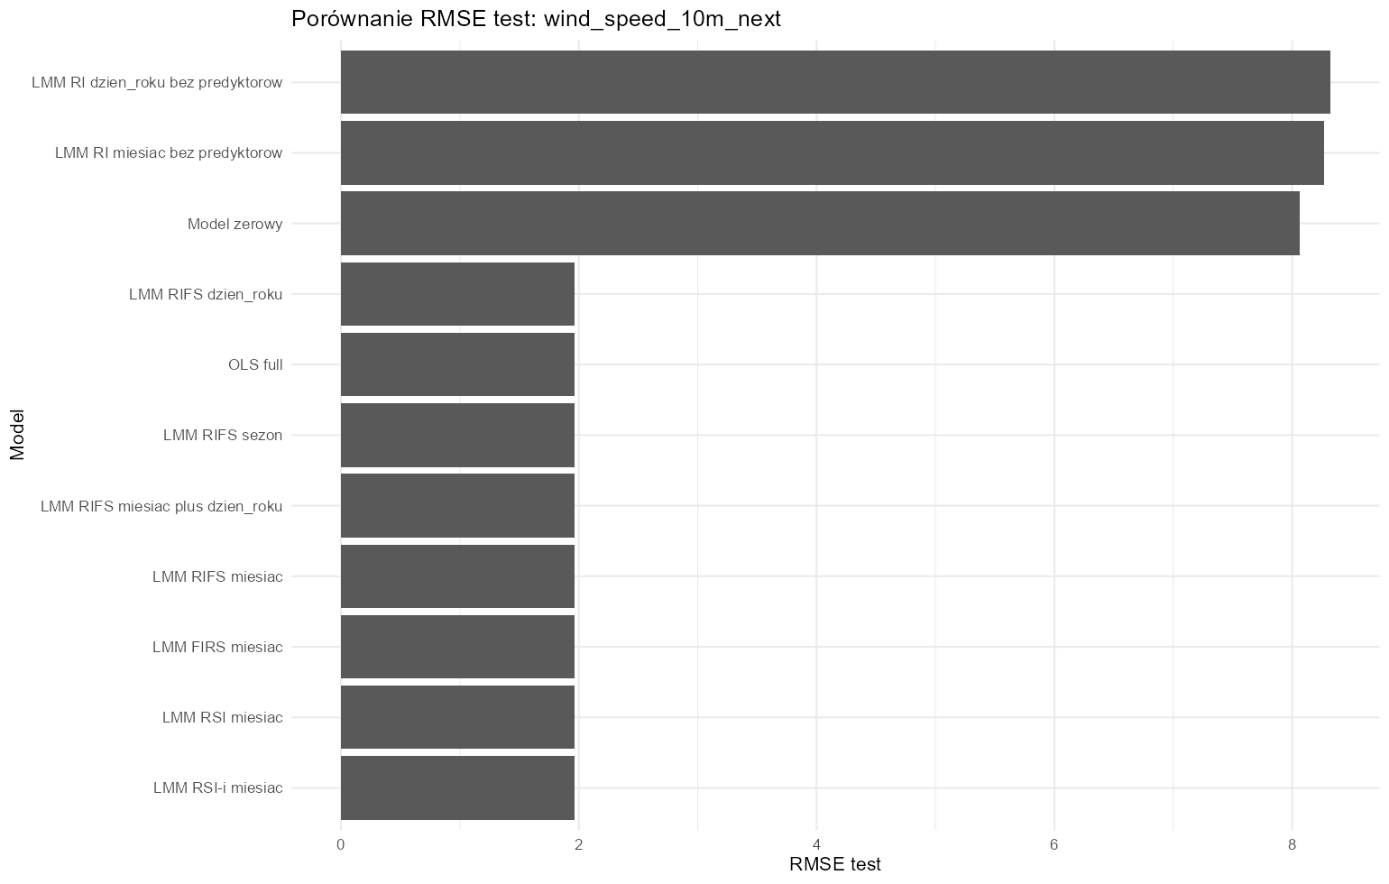 Porównanie RMSE test: wind_speed_10m_next
LMM RI dzien_roku bez predyktorow
LMM RI miesiac bez predyktorow
Model zerowy
LMM RIFS dzien_roku
OLS full
LMM RIFS sezon
LMM RIFS miesiac plus dzien_roku
LMM RIFS miesiac
LMM FIRS miesiac
LMM RSI miesiac
LMM RSI-i miesiac
Model
0 2 4 6 8
RMSE test